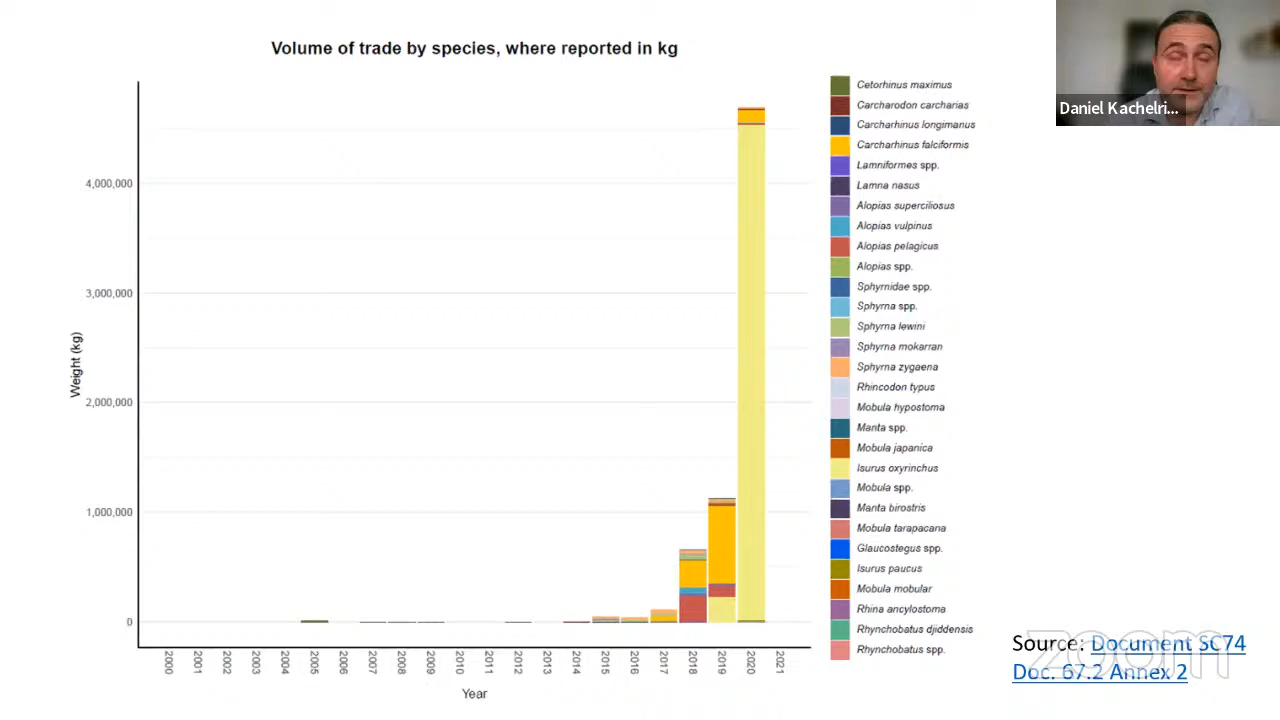 Volume of trade by species, where reported in kg
Daniel Kachelri...
Cetorhinus maximus
Carcharodon carcharias
Carcharhinus longimanus
Carcharhinus falciformis
Lamniformes spp.
Lamna nasus
Alopias superciliosus
Alopias vulpinus
Alopias pelagicus
Alopias spp.
Sphyrnidae spp.
Sphyrna spp.
Sphyrna lewini
Sphyrna mokarran
Sphyrna zygaena
Rhincodon typus
Mobula hypostoma
Manta spp.
Mobula japanica
Isurus oxyrinchus
Mobula spp.
Manta birostris
Mobula tarapacana
Glaucostegus spp.
Isurus paucus
Mobula mobular
Rhina ancylostoma
Rhynchobatus djiddensis
Rhynchobatus spp.
4,000,000
3,000,000
2,000,000
1,000,000
0
Weight (kg)
2000 2001 2002 2003 2004 2005 2006 2007 2008 2009 2010 2011 2012 2013 2014 2015 2016 2017 2018 2019 2020 2021
Year
Source: Document SC74
Doc. 67.2 Annex 2
zoom